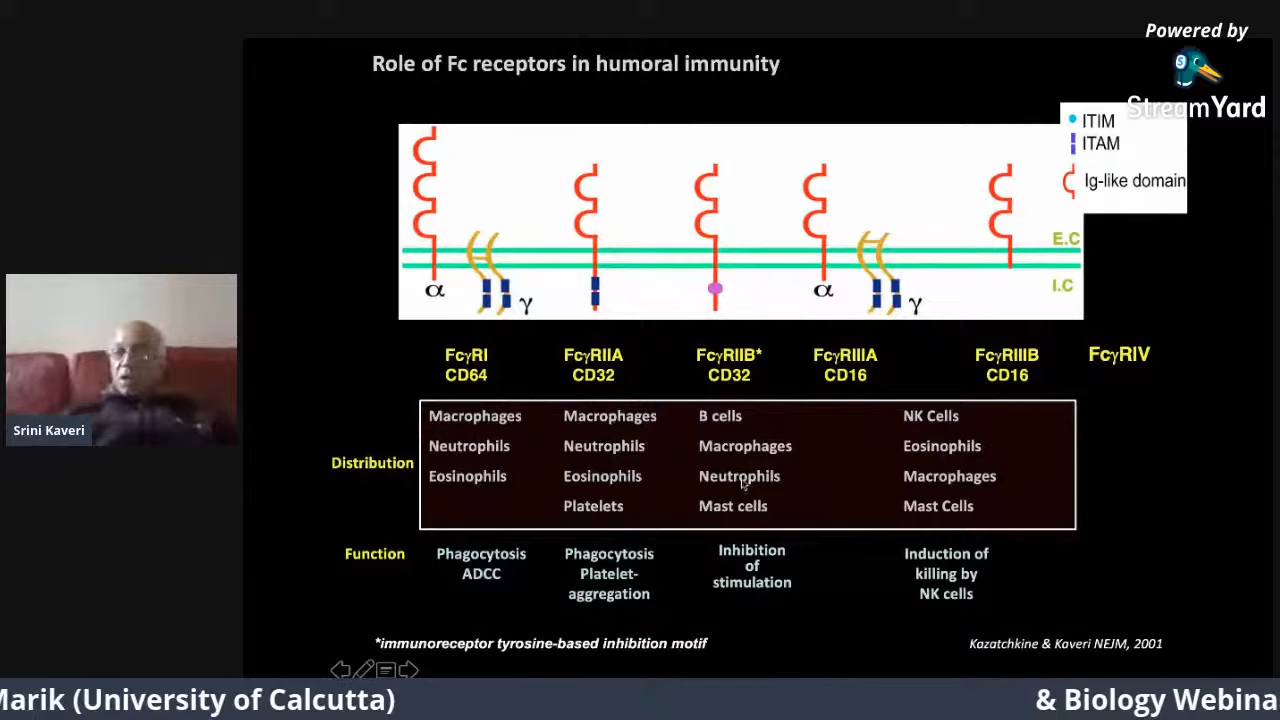 Powered by
StreamYard
Role of Fc receptors in humoral immunity
ITIM
ITAM
Ig-like domain
E.C
I.C
α
γ
α
γ
FcγRI
CD64
FcγRIIA
CD32
FcγRIIB*
CD32
FcγRIIIA
CD16
FcγRIIIB
CD16
FcγRIV
Distribution
Macrophages
Neutrophils
Eosinophils
Macrophages
Neutrophils
Eosinophils
Platelets
B cells
Macrophages
Neutrophils
Mast cells
NK Cells
Eosinophils
Macrophages
Mast Cells
Function
Phagocytosis
ADCC
Phagocytosis
Platelet-
aggregation
Inhibition
of
stimulation
Induction of
killing by
NK cells
*immunoreceptor tyrosine-based inhibition motif
Kazatchkine & Kaveri NEJM, 2001
Srini Kaveri
Marik (University of Calcutta)
& Biology Webina